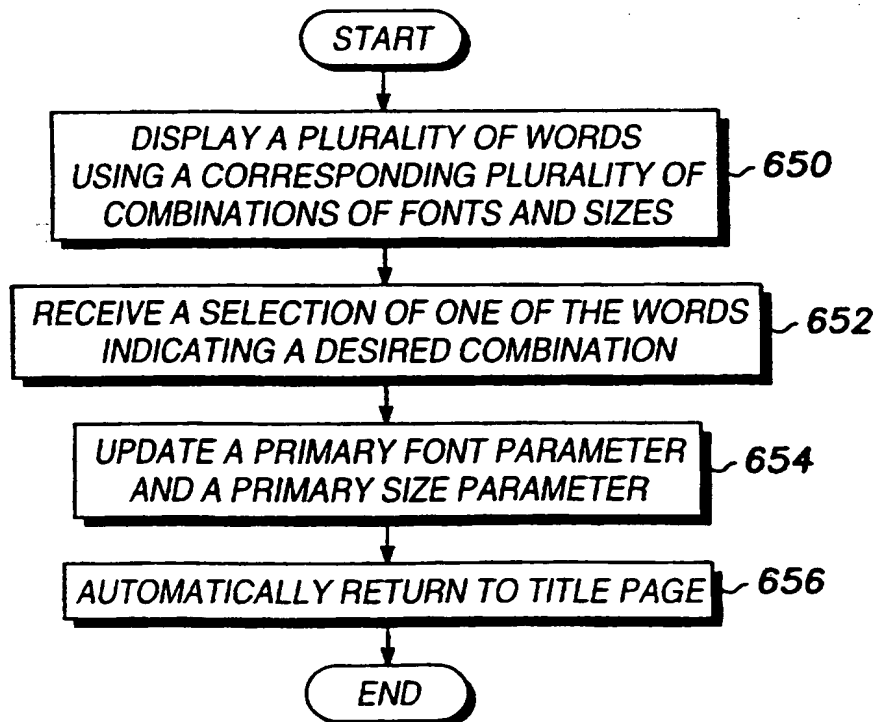 START
DISPLAY A PLURALITY OF WORDS
USING A CORRESPONDING PLURALITY OF
COMBINATIONS OF FONTS AND SIZES
650
RECEIVE A SELECTION OF ONE OF THE WORDS
INDICATING A DESIRED COMBINATION
652
UPDATE A PRIMARY FONT PARAMETER
AND A PRIMARY SIZE PARAMETER
654
AUTOMATICALLY RETURN TO TITLE PAGE
656
END